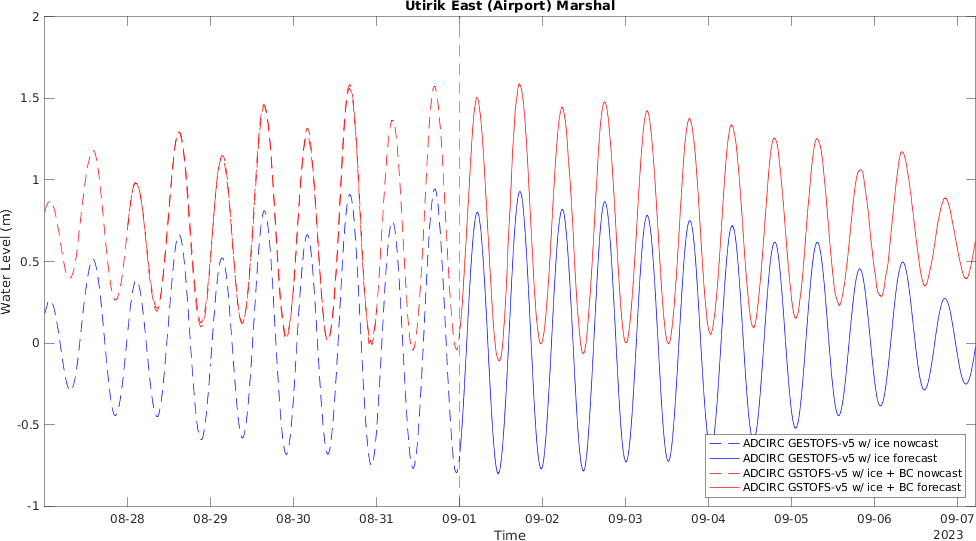 Utirik East (Airport) Marshal
2
1.5
1
0.5
0
-0.5
-1
Water Level (m)
08-28 08-29 08-30 08-31 09-01 09-02 09-03 09-04 09-05 09-06 09-07
2023
Time
ADCIRC GESTOFS-v5 w/ ice nowcast
ADCIRC GESTOFS-v5 w/ ice forecast
ADCIRC GSTOFS-v5 w/ ice + BC nowcast
ADCIRC GSTOFS-v5 w/ ice + BC forecast